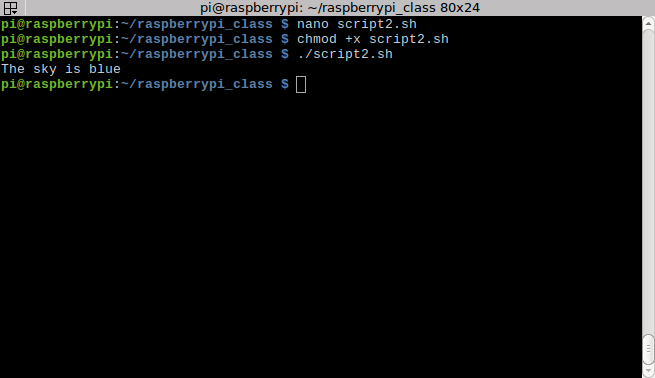 pi@raspberrypi: ~/raspberrypi_class 80x24
pi@raspberrypi:~/raspberrypi_class $ nano script2.sh
pi@raspberrypi:~/raspberrypi_class $ chmod +x script2.sh
pi@raspberrypi:~/raspberrypi_class $ ./script2.sh
The sky is blue
pi@raspberrypi:~/raspberrypi_class $